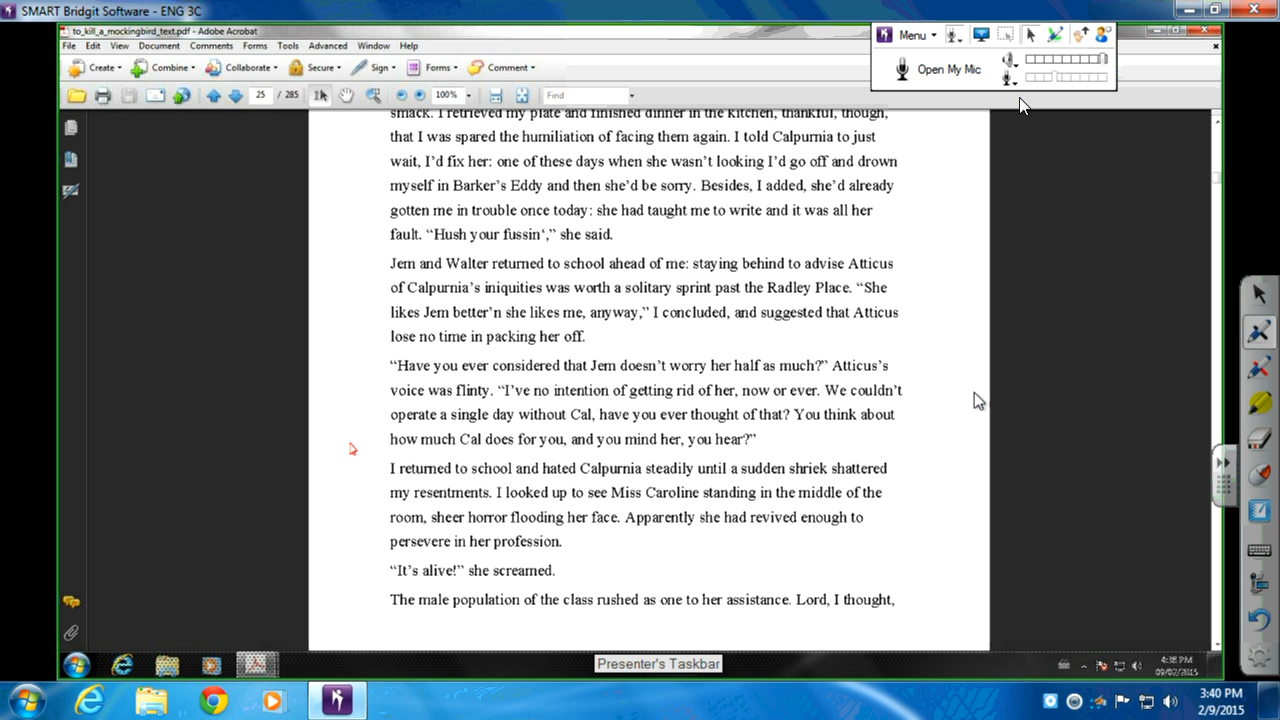 SMART Bridgit Software - ENG 3C
to_kill_a_mockingbird_text.pdf - Adobe Acrobat
File Edit View Document Comments Forms Tools Advanced Window Help
Menu
Create Combine Collaborate Secure Sign Forms Comment
Open My Mic
25 / 285 100% Find
smack. I retrieved my plate and finished dinner in the kitchen, thankful, though,
that I was spared the humiliation of facing them again. I told Calpurnia to just
wait, I’d fix her: one of these days when she wasn’t looking I’d go off and drown
myself in Barker’s Eddy and then she’d be sorry. Besides, I added, she’d already
gotten me in trouble once today: she had taught me to write and it was all her
fault. “Hush your fussin‘,” she said.
Jem and Walter returned to school ahead of me: staying behind to advise Atticus
of Calpurnia’s iniquities was worth a solitary sprint past the Radley Place. “She
likes Jem better’n she likes me, anyway,” I concluded, and suggested that Atticus
lose no time in packing her off.
“Have you ever considered that Jem doesn’t worry her half as much?” Atticus’s
voice was flinty. “I’ve no intention of getting rid of her, now or ever. We couldn’t
operate a single day without Cal, have you ever thought of that? You think about
how much Cal does for you, and you mind her, you hear?”
I returned to school and hated Calpurnia steadily until a sudden shriek shattered
my resentments. I looked up to see Miss Caroline standing in the middle of the
room, sheer horror flooding her face. Apparently she had revived enough to
persevere in her profession.
“It’s alive!” she screamed.
The male population of the class rushed as one to her assistance. Lord, I thought,
Presenter's Taskbar
4:38 PM
09/02/2015
3:40 PM
2/9/2015